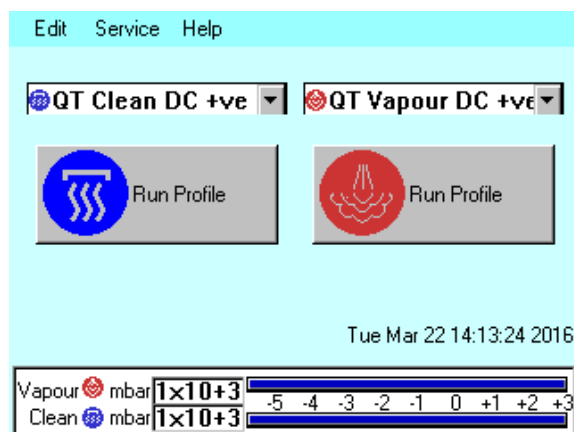 Edit Service Help
QT Clean DC +ve QT Vapour DC +ve
Run Profile Run Profile
Tue Mar 22 14:13:24 2016
Vapour mbar 1x10+3
-5 -4 -3 -2 -1 0 +1 +2 +3
Clean mbar 1x10+3